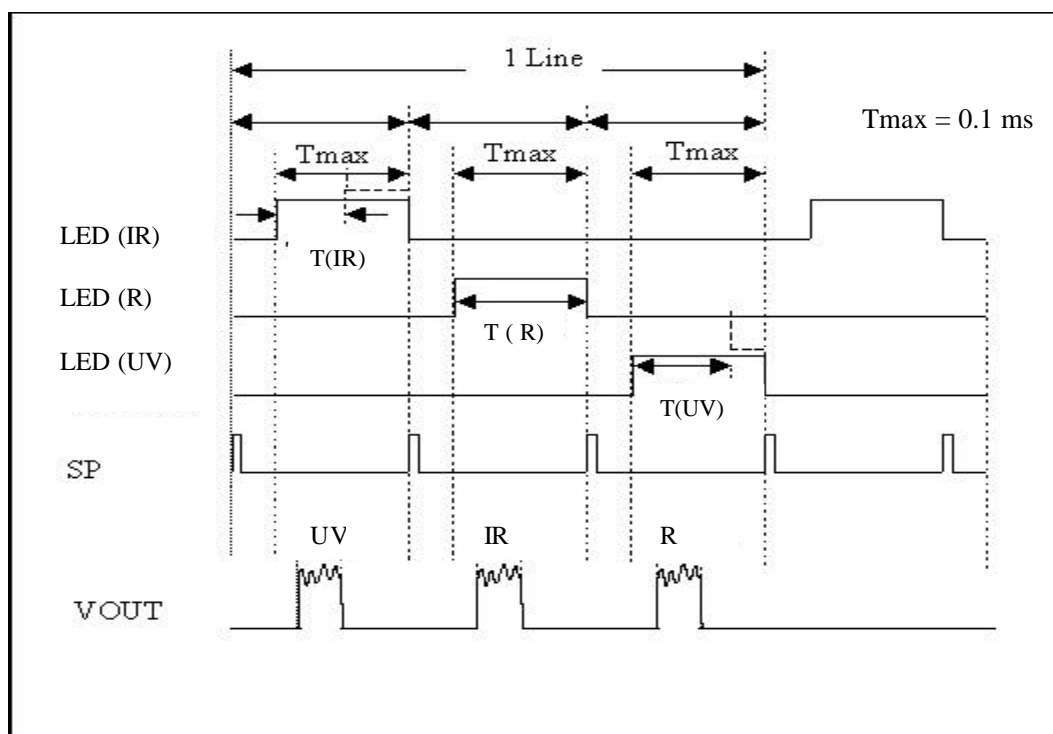 1 Line
Tmax = 0.1 ms
Tmax Tmax Tmax
LED (IR)
T(IR)
LED (R)
T ( R)
LED (UV)
T(UV)
SP
UV IR R
VOUT